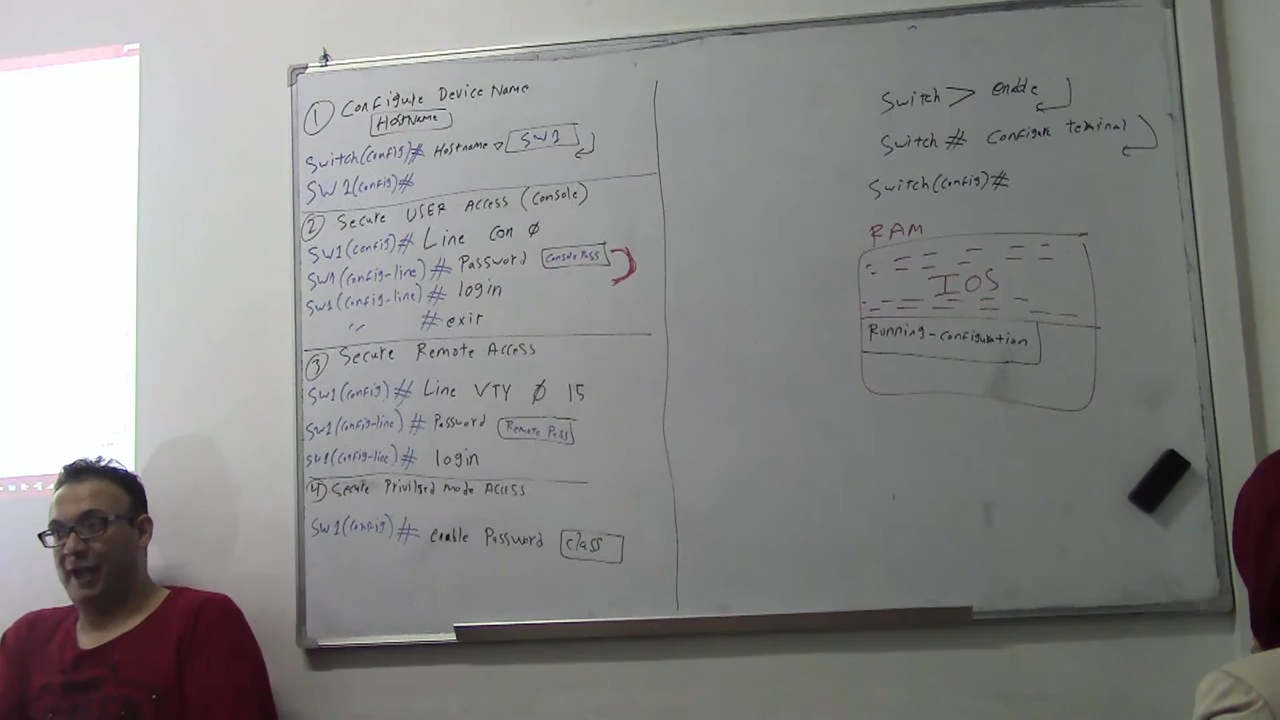 ① Configure Device Name
HostName
Switch(config)# Hostname SW1
SW1(config)#
② Secure USER Access (Console)
SW1(config)# Line Con Ø
SW1(config-line)# Password ConsolePass
SW1(config-line)# login
" # exit
③ Secure Remote Access
SW1(config)# Line VTY Ø 15
SW1(config-line)# Password Remote Pass
SW1(config-line)# login
④ Secure Privilged mode Access
SW1(config)# enable Password class
Switch> enable
Switch# Configure Teminal
Switch(config)#
RAM
IOS
Running-configuration